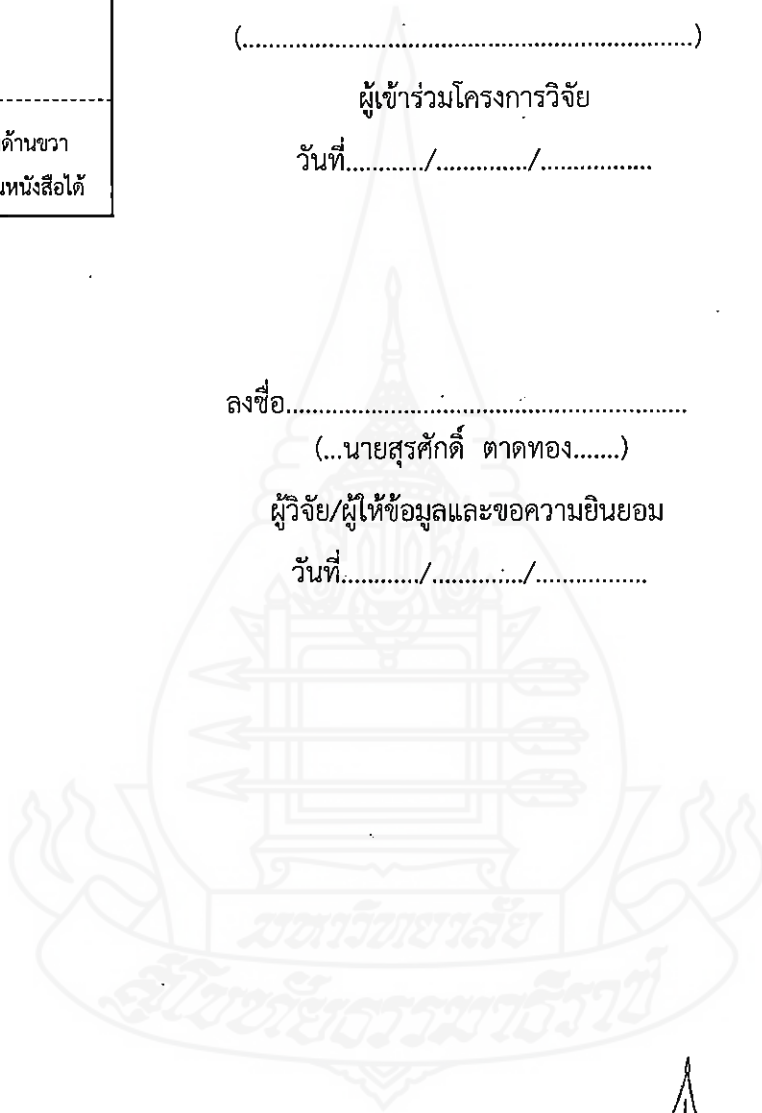 (..................................................................)
ผู้เข้าร่วมโครงการวิจัย
ด้านขวา
วันที่............/............../.................
นหนังสือได้
ลงชื่อ..............................................................
(...นายสุรศักดิ์ ตาดทอง.......)
ผู้วิจัย/ผู้ให้ข้อมูลและขอความยินยอม
วันที่............/............../.................
มหาวิทยาลัย
สุโขทัยธรรมาธิราช